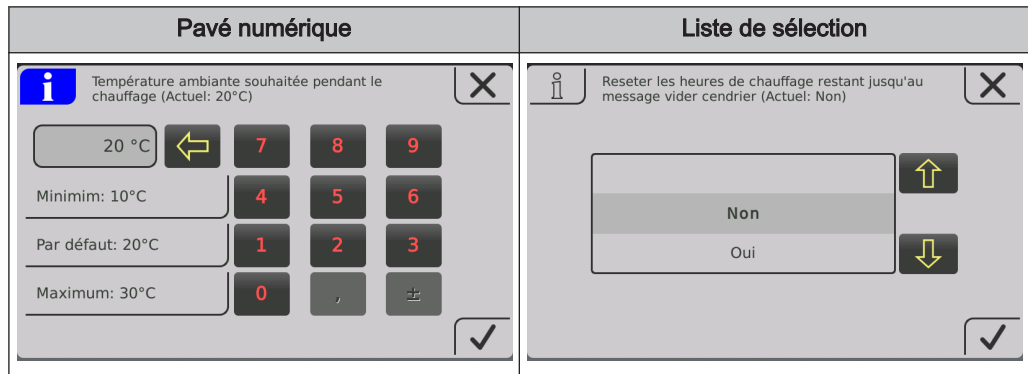 Pavé numérique
Liste de sélection
i
Température ambiante souhaitée pendant le
chauffage (Actuel: 20°C)
20 °C
7 8 9
Minimim: 10°C
4 5 6
Par défaut: 20°C
1 2 3
Maximum: 30°C
0 , ±
i
Reseter les heures de chauffage restant jusqu'au
message vider cendrier (Actuel: Non)
Non
Oui